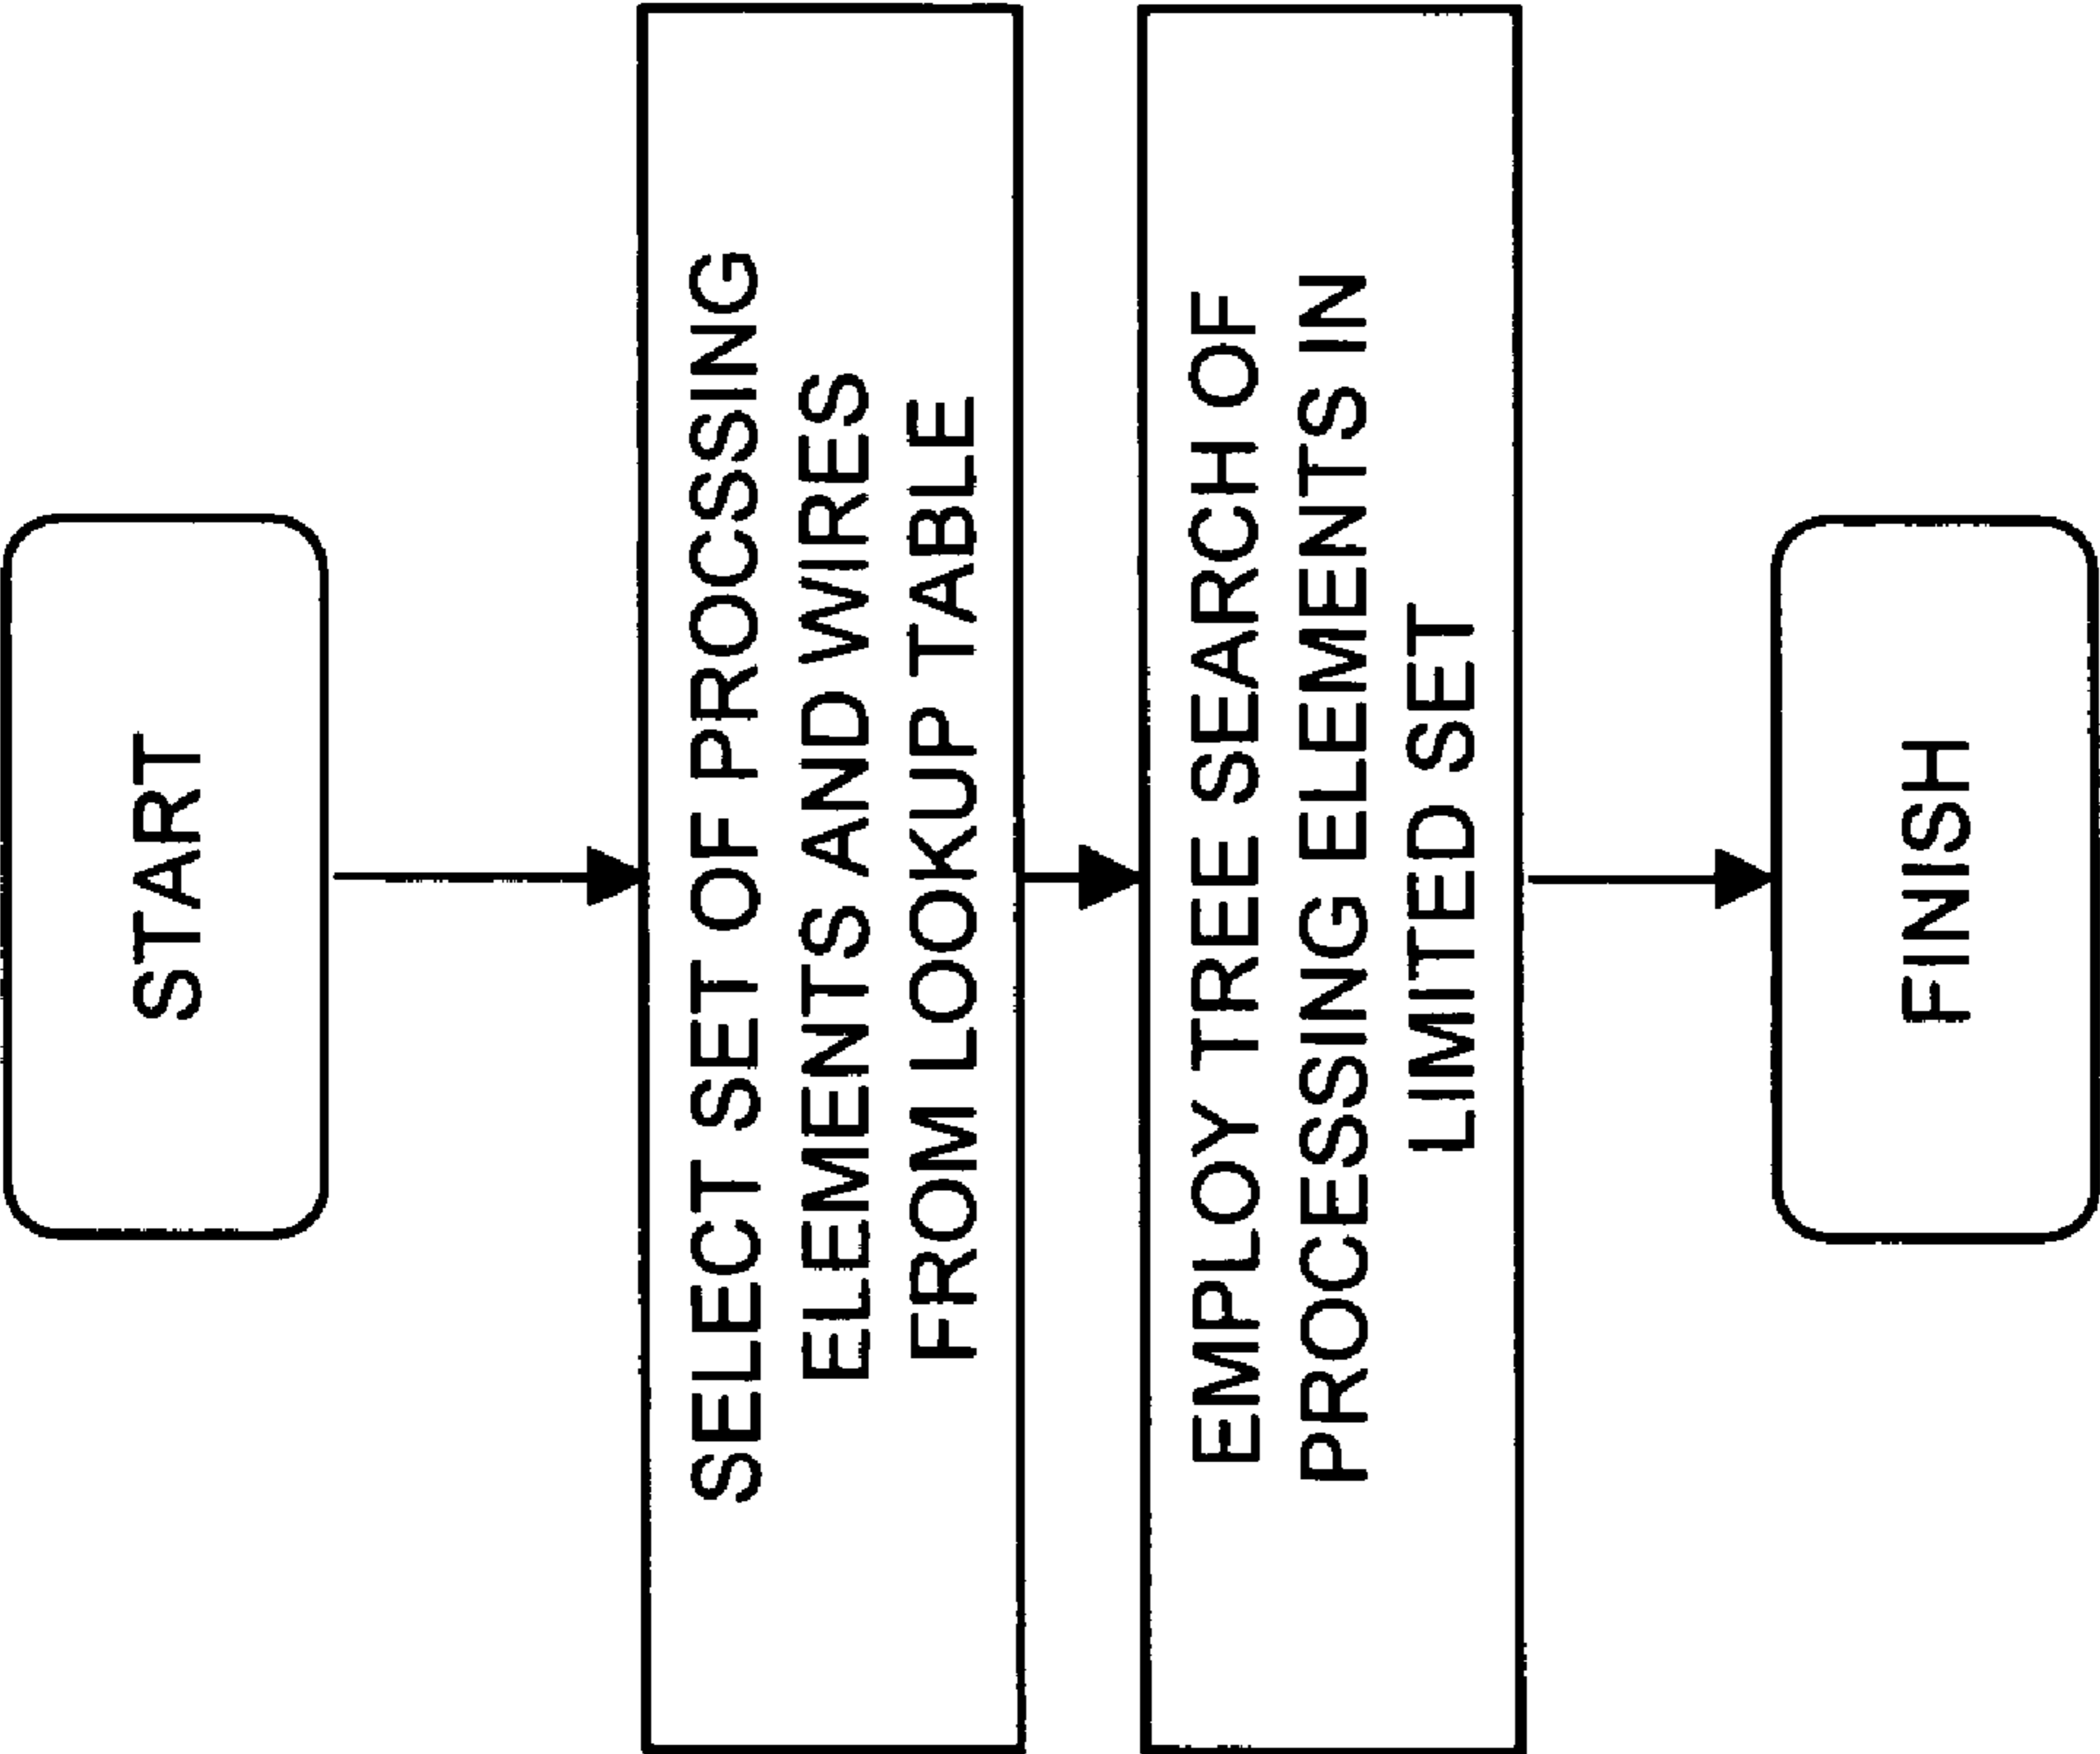 START
SELECT SET OF PROCSSING
ELEMENTS AND WIRES
FROM LOOKUP TABLE
EMPLOY TREE SEARCH OF
PROCESSING ELEMENTS IN
LIMITED SET
FINISH